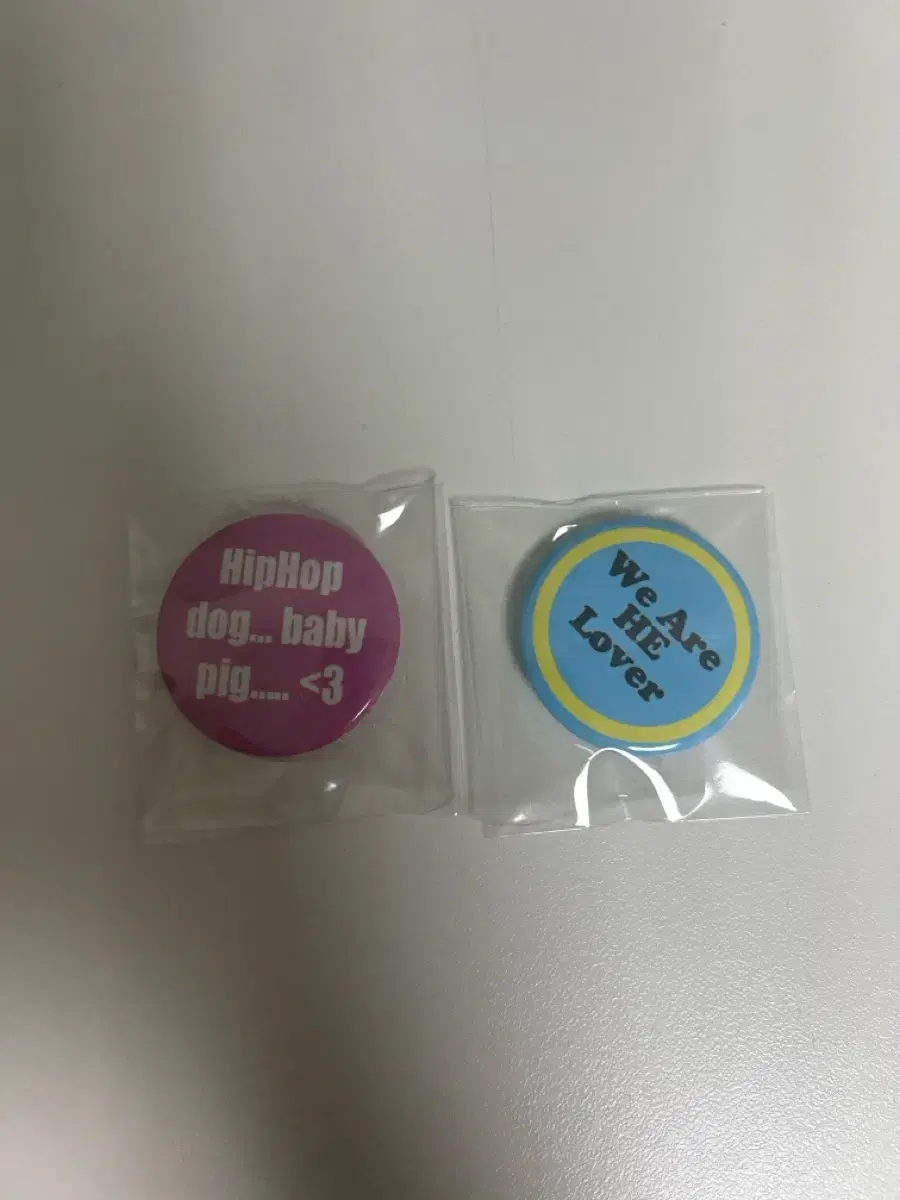 HipHop
dog... baby
pig..... <3
We Are
HE
Lover